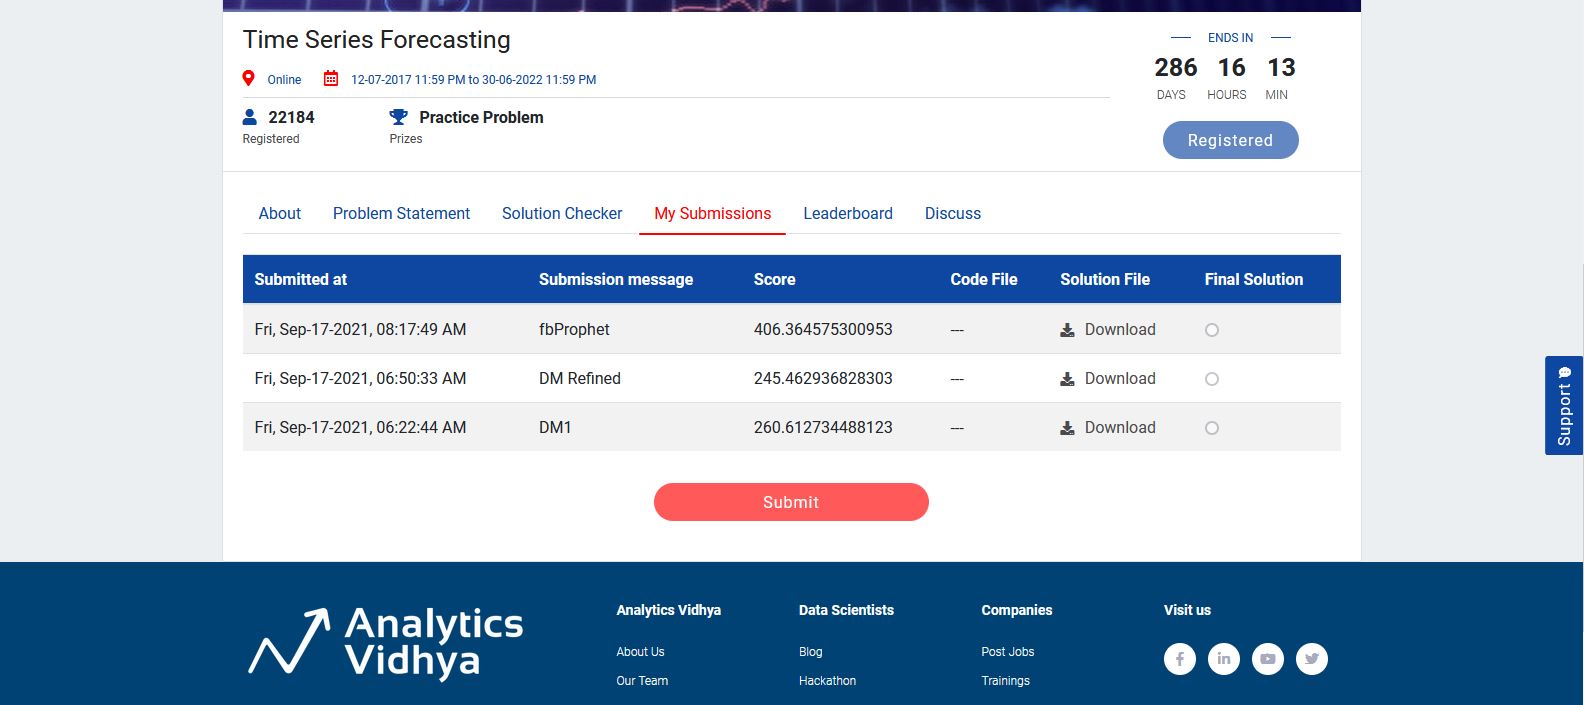 Time Series Forecasting
Online 12-07-2017 11:59 PM to 30-06-2022 11:59 PM
22184 Practice Problem
Registered Prizes
ENDS IN
286 16 13
DAYS HOURS MIN
Registered
About Problem Statement Solution Checker My Submissions Leaderboard Discuss
Submitted at Submission message Score Code File Solution File Final Solution
Fri, Sep-17-2021, 08:17:49 AM fbProphet 406.364575300953 --- Download
Fri, Sep-17-2021, 06:50:33 AM DM Refined 245.462936828303 --- Download
Fri, Sep-17-2021, 06:22:44 AM DM1 260.612734488123 --- Download
Submit
Support
Analytics
Vidhya
Analytics Vidhya Data Scientists Companies Visit us
About Us Blog Post Jobs
Our Team Hackathon Trainings